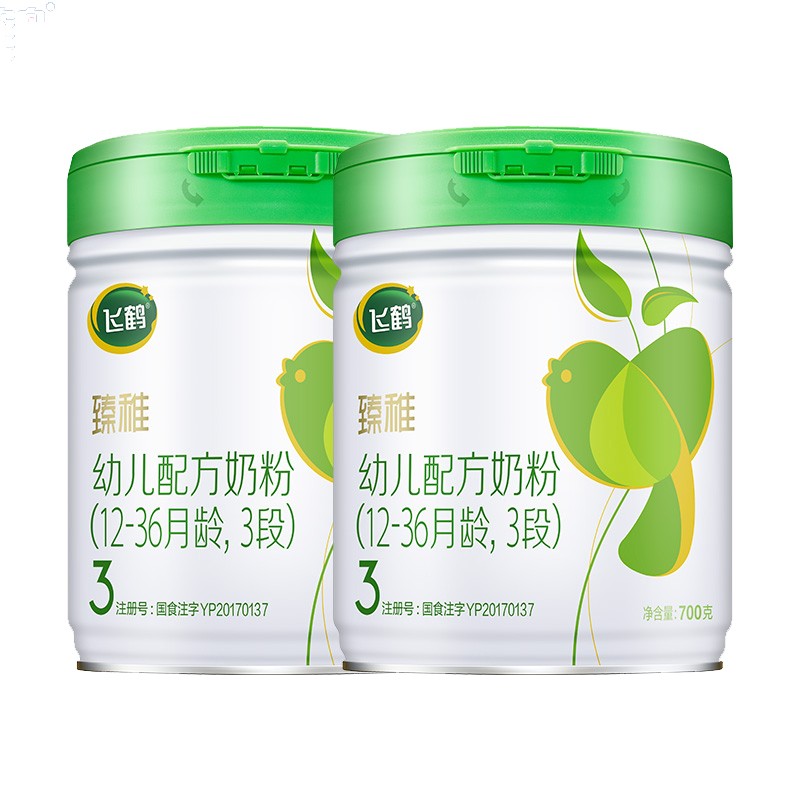 飞鹤®
臻稚
幼儿配方奶粉
(12-36月龄, 3段)
3
注册号：国食注字YP20170137
飞鹤®
臻稚
幼儿配方奶粉
(12-36月龄, 3段)
3
注册号：国食注字YP20170137
净含量：700克